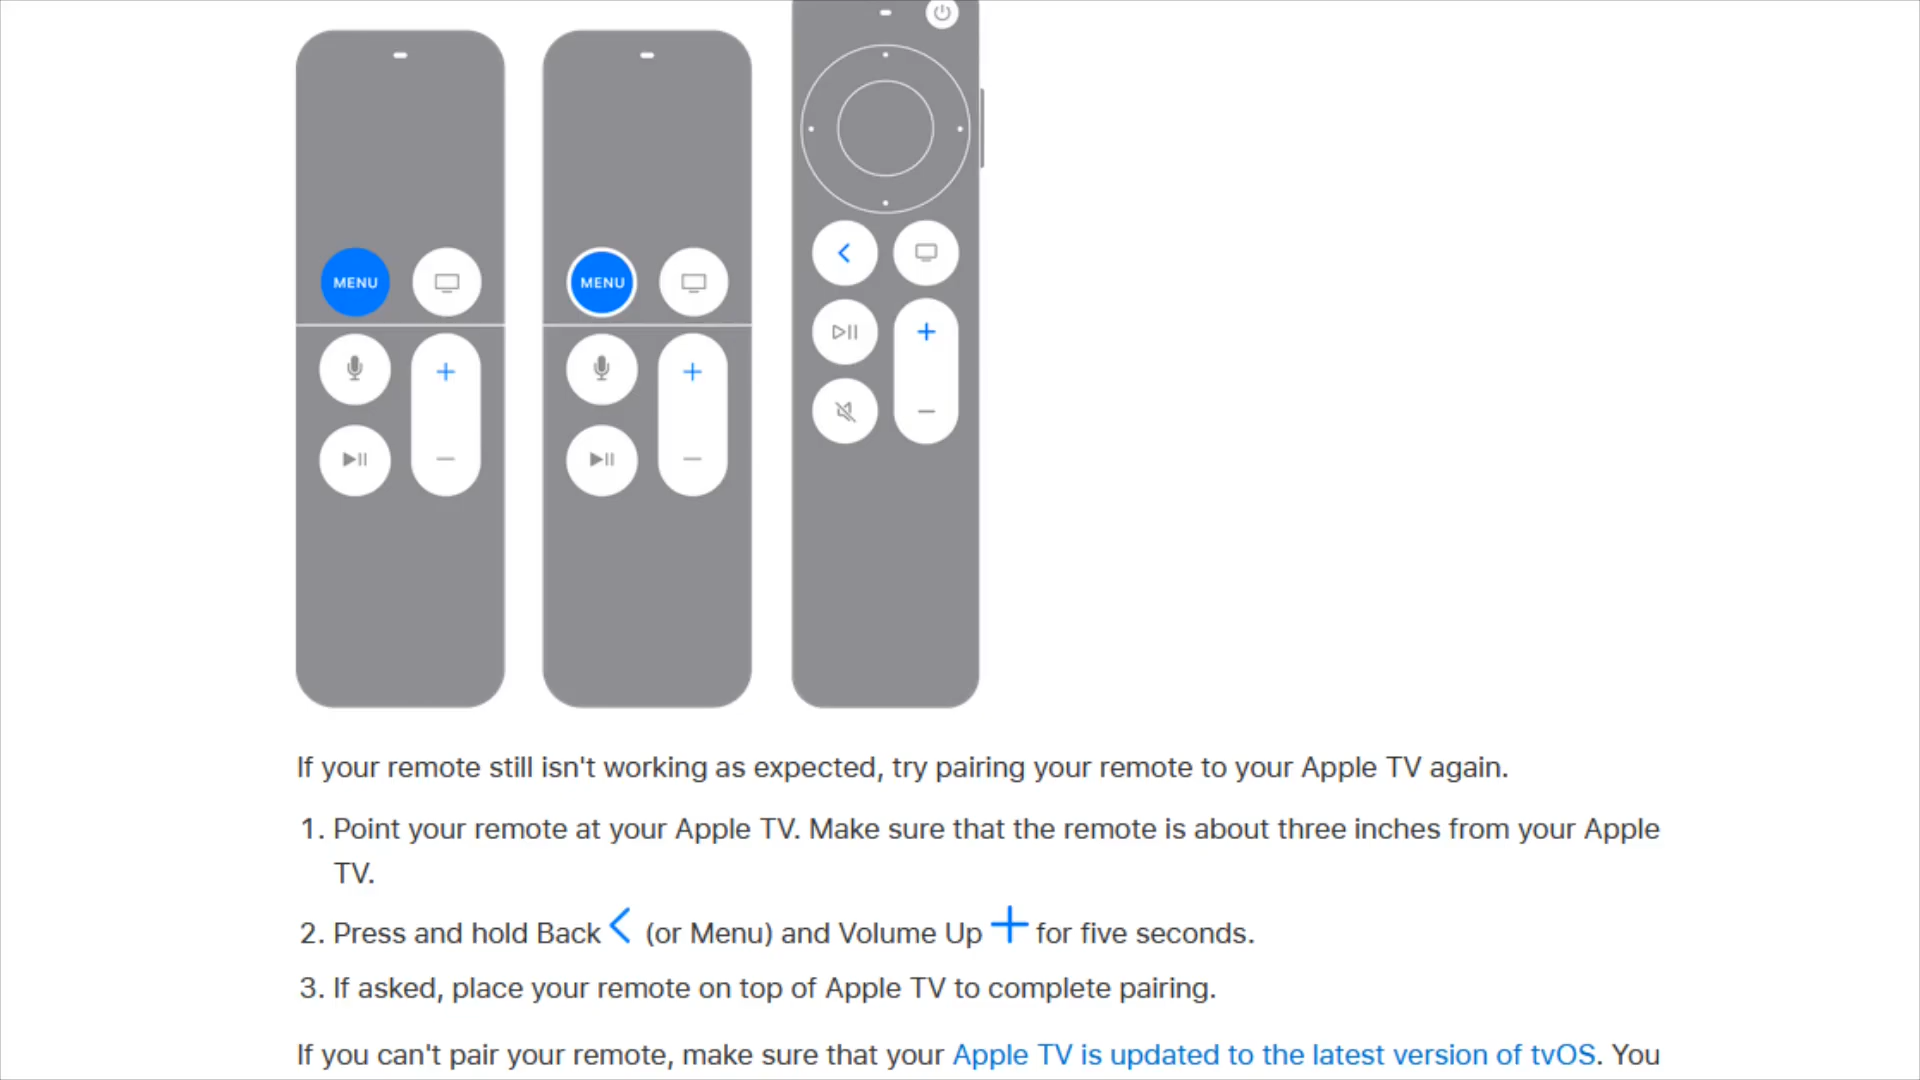 MENU
MENU
If your remote still isn't working as expected, try pairing your remote to your Apple TV again.
1. Point your remote at your Apple TV. Make sure that the remote is about three inches from your Apple
TV.
2. Press and hold Back (or Menu) and Volume Up + for five seconds.
3. If asked, place your remote on top of Apple TV to complete pairing.
If you can't pair your remote, make sure that your Apple TV is updated to the latest version of tvOS. You